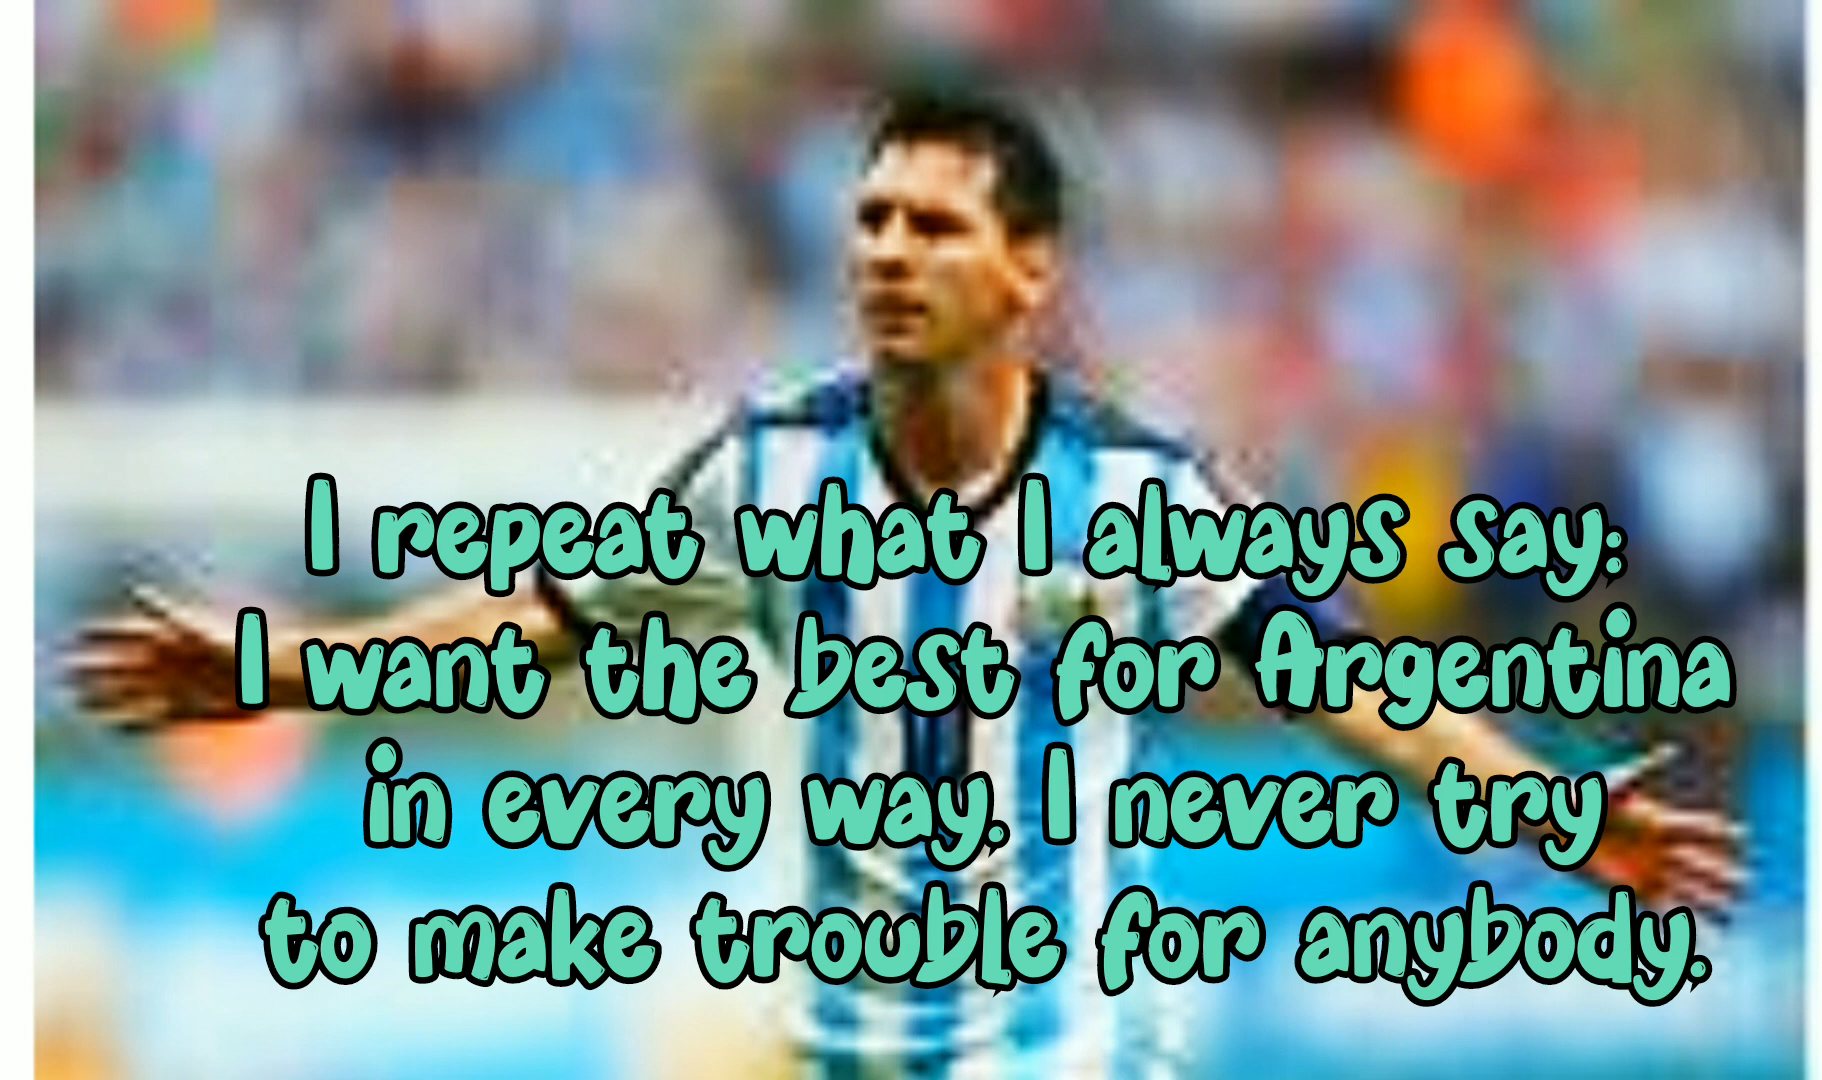 I repeat what I always say:
I want the best for Argentina
in every way. I never try
to make trouble for anybody.